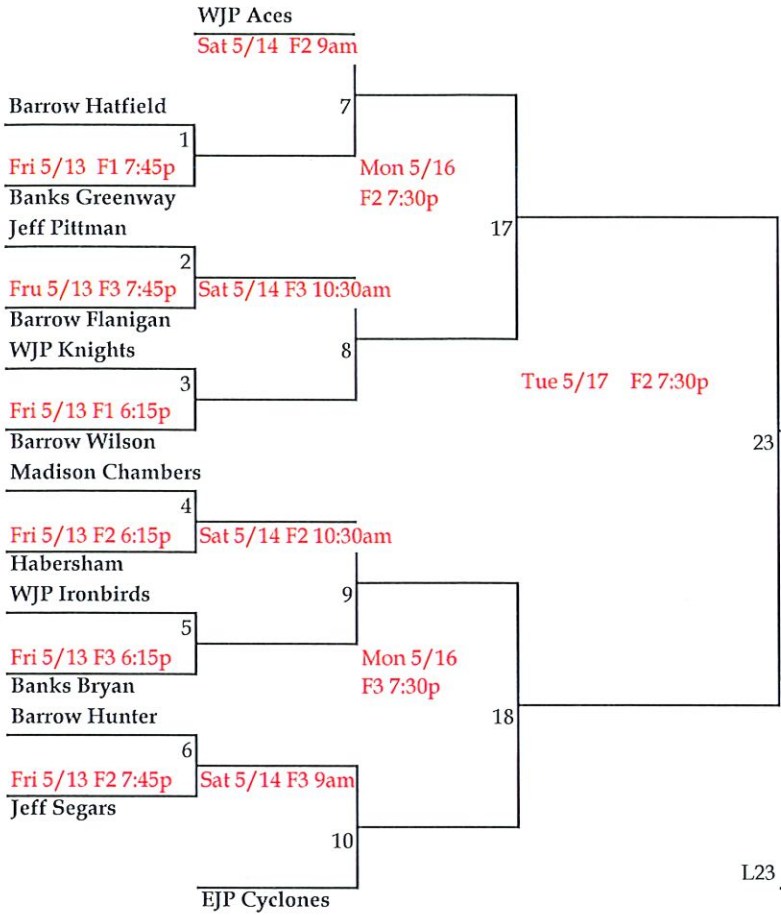 WJP Aces
Sat 5/14 F2 9am
Barrow Hatfield
7
1
Fri 5/13 F1 7:45p
Mon 5/16
Banks Greenway
F2 7:30p
Jeff Pittman
17
2
Fru 5/13 F3 7:45p
Sat 5/14 F3 10:30am
Barrow Flanigan
WJP Knights
8
3
Tue 5/17 F2 7:30p
Fri 5/13 F1 6:15p
Barrow Wilson
23
Madison Chambers
4
Fri 5/13 F2 6:15p
Sat 5/14 F2 10:30am
Habersham
WJP Ironbirds
9
5
Fri 5/13 F3 6:15p
Mon 5/16
Banks Bryan
F3 7:30p
Barrow Hunter
18
6
Fri 5/13 F2 7:45p
Sat 5/14 F3 9am
Jeff Segars
10
L23
EJP Cyclones